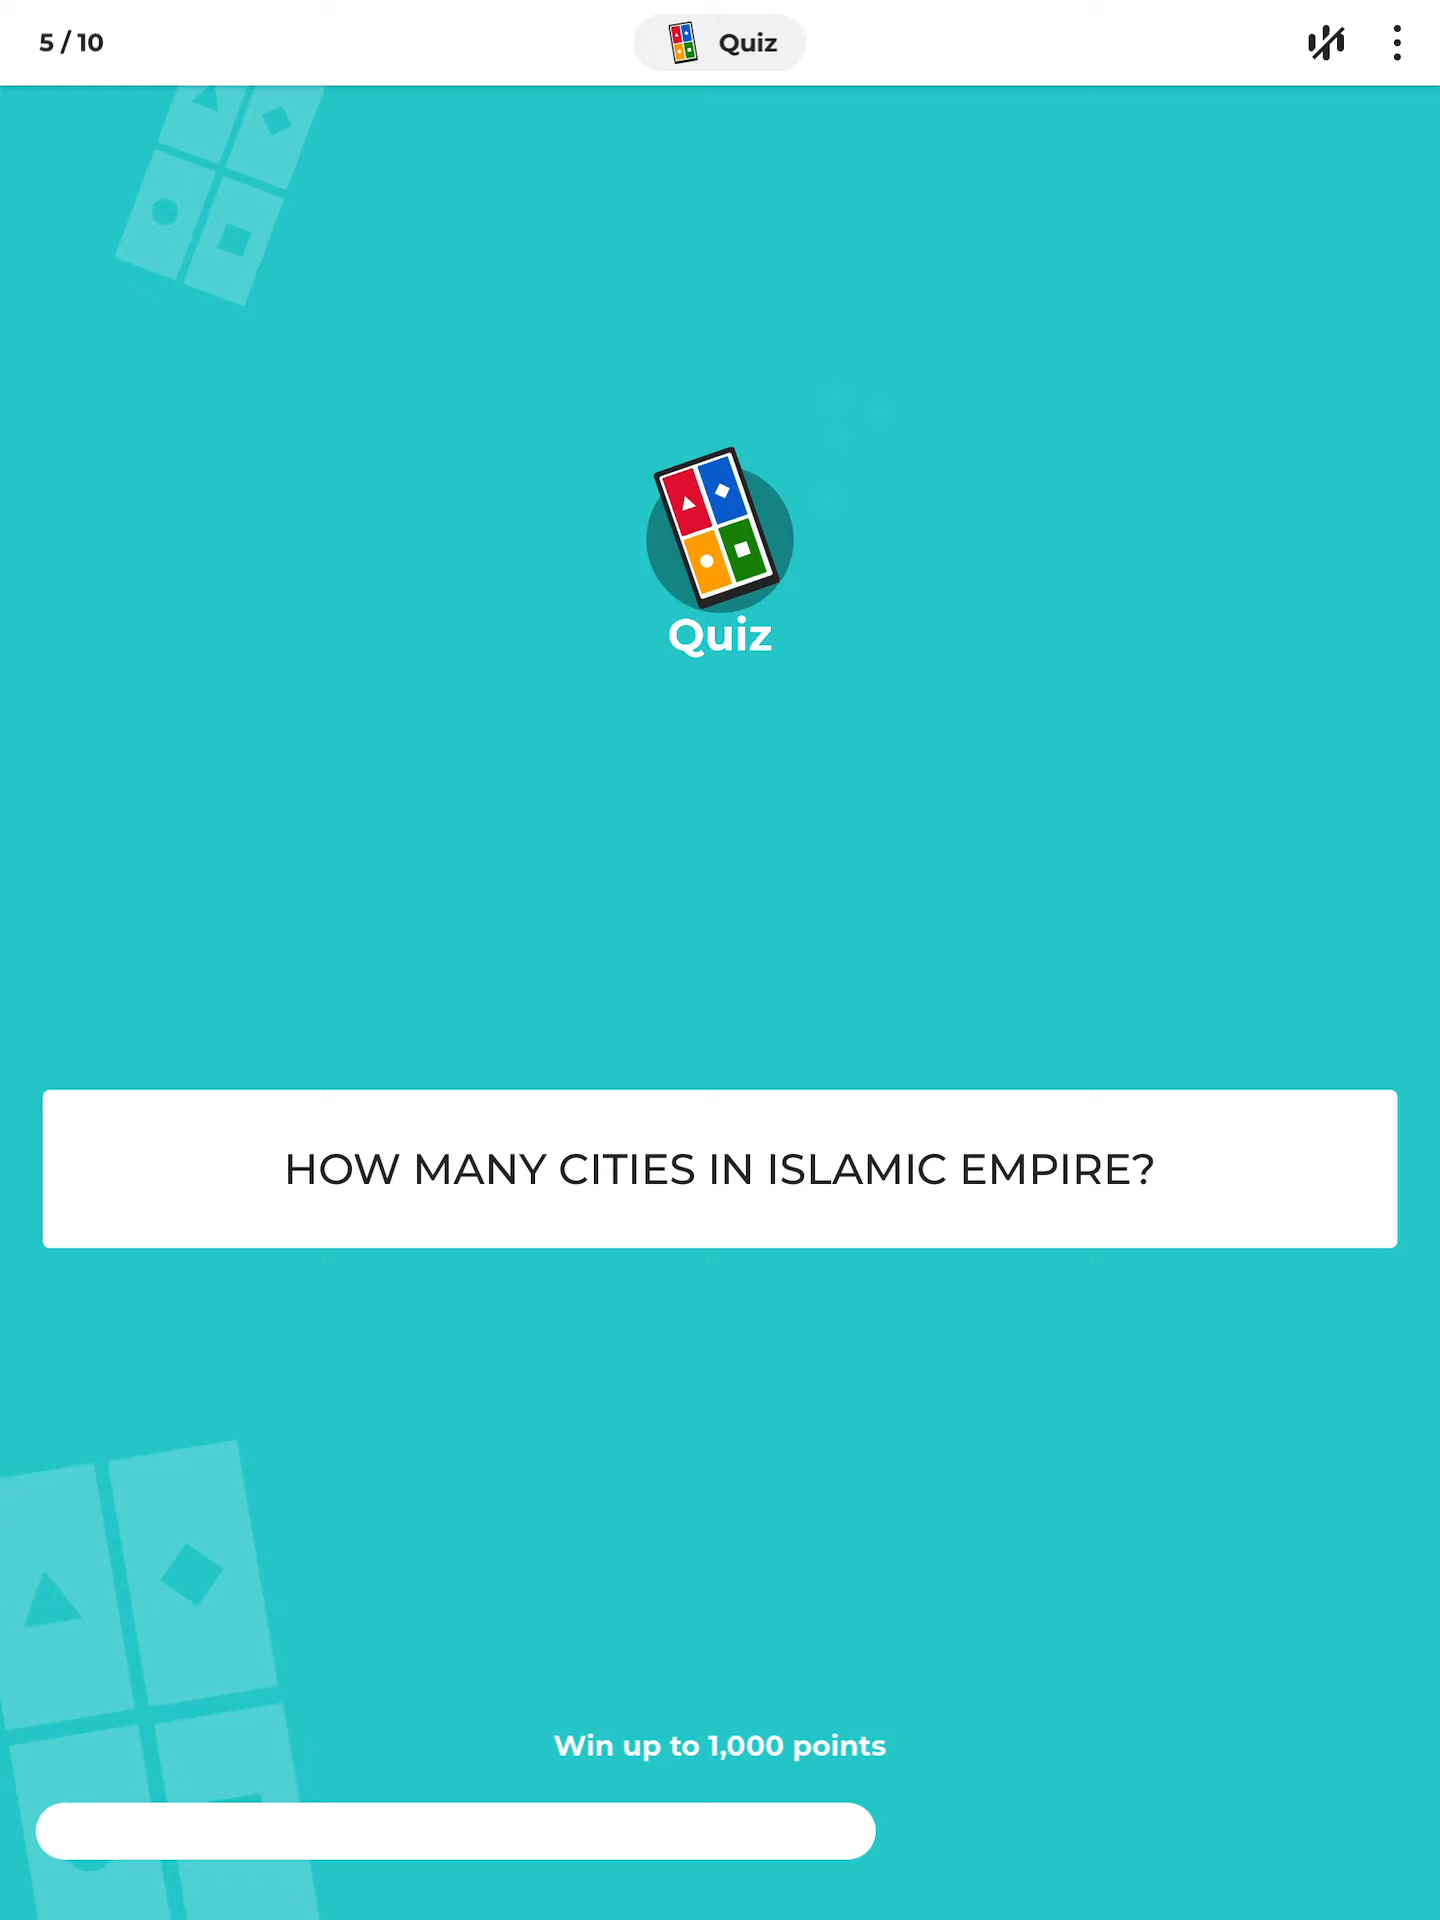 5 / 10
Quiz
Quiz
HOW MANY CITIES IN ISLAMIC EMPIRE?
Win up to 1,000 points